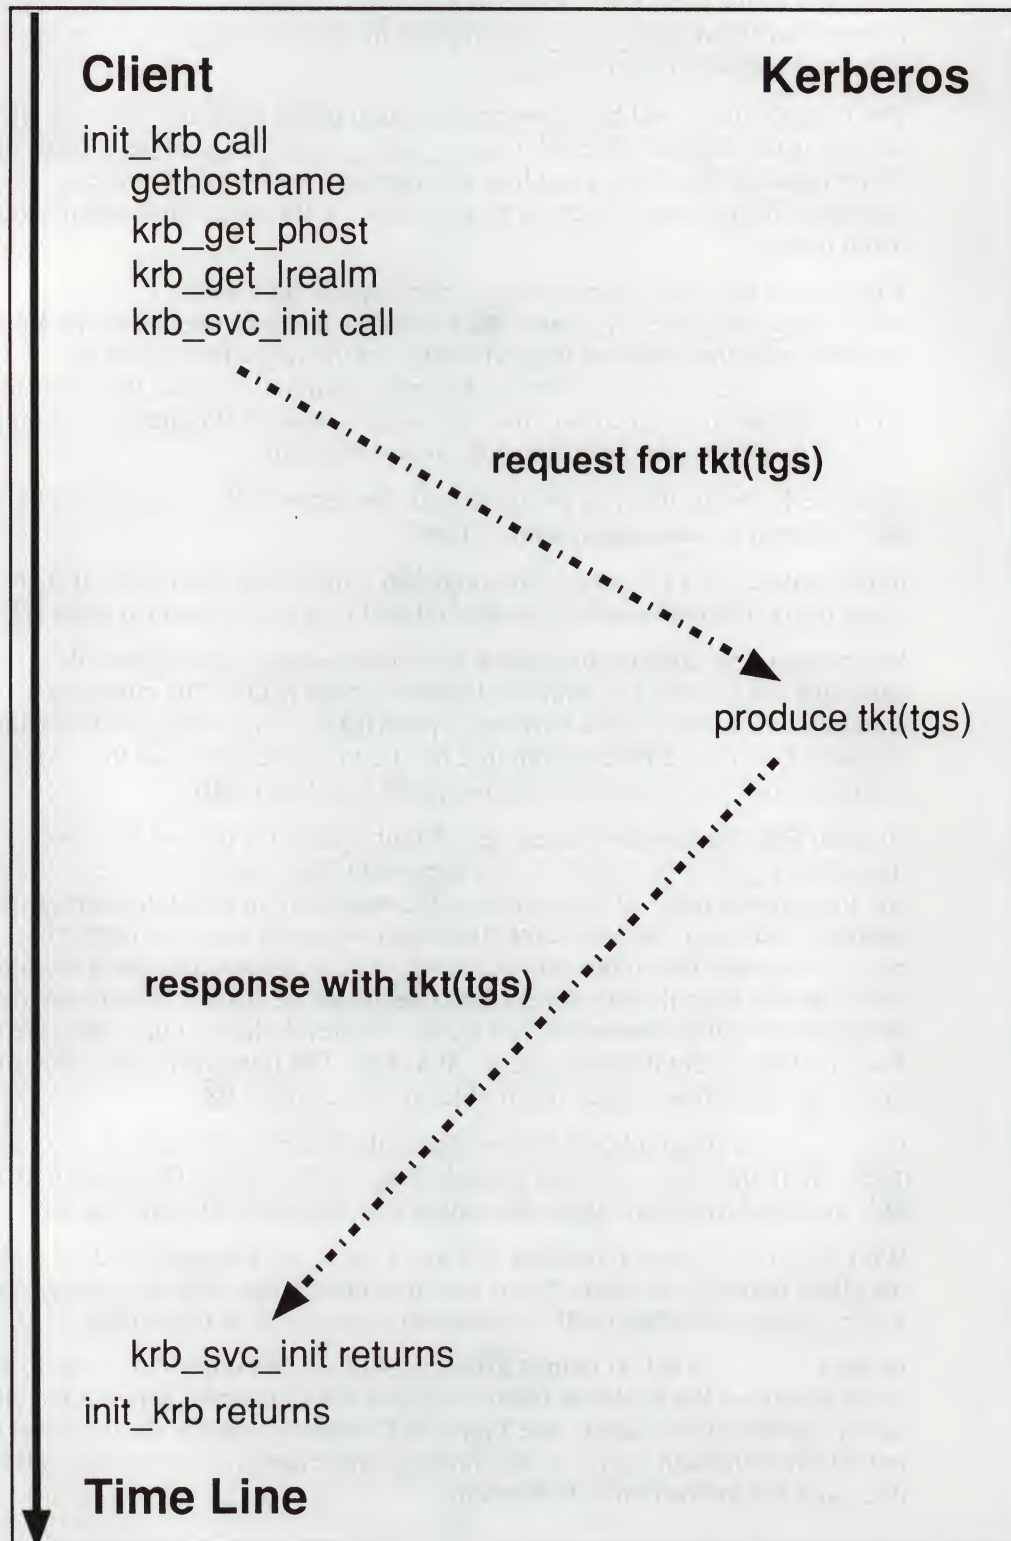 Client
Kerberos
init_krb call
gethostname
krb_get_phost
krb_get_lrealm
krb_svc_init call
request for tkt(tgs)
produce tkt(tgs)
response with tkt(tgs)
krb_svc_init returns
init_krb returns
Time Line